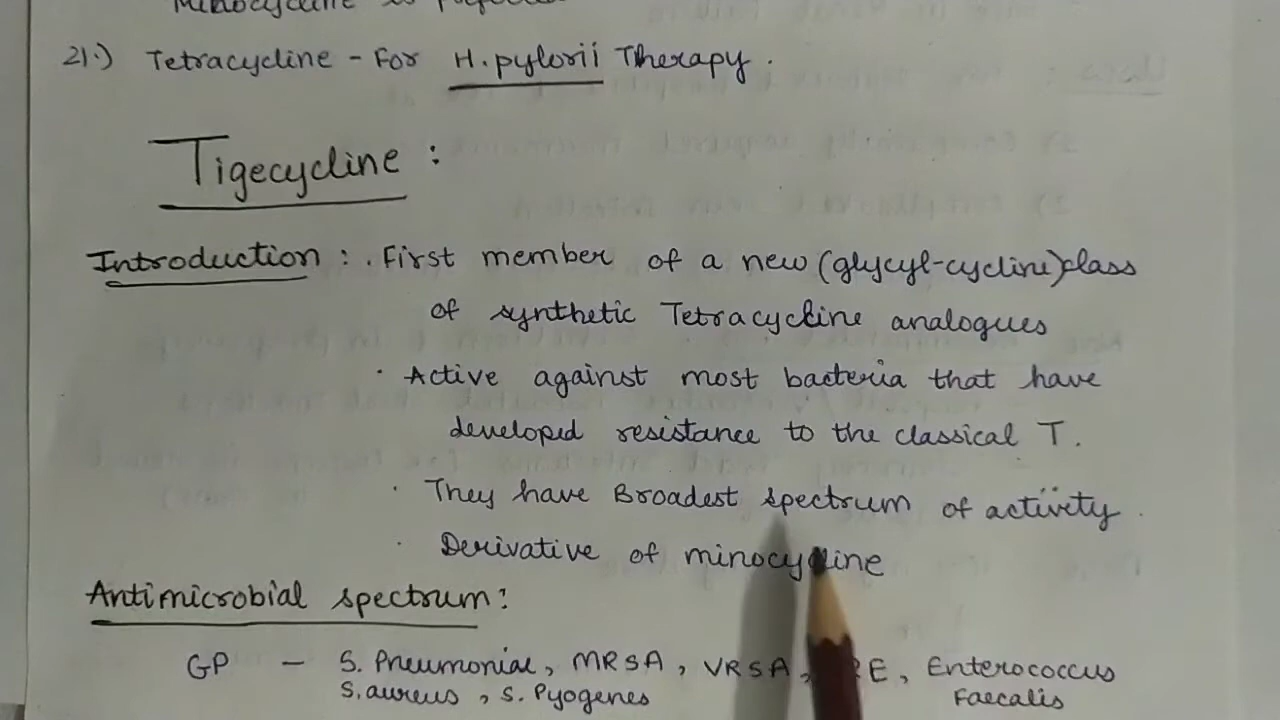 Minocycline is
21.) Tetracycline - For H. pylorii Therapy.
Tigecycline :
Introduction : . First member of a new (glycyl-cycline) class
of synthetic Tetracycline analogues
· Active against most bacteria that have
developed resistance to the classical T.
· They have Broadest spectrum of activity.
· Derivative of minocycline
Antimicrobial spectrum :
GP - S. Pneumoniae, MRSA, VRSA, Enterococcus
S. aureus, S. Pyogenes Faecalis